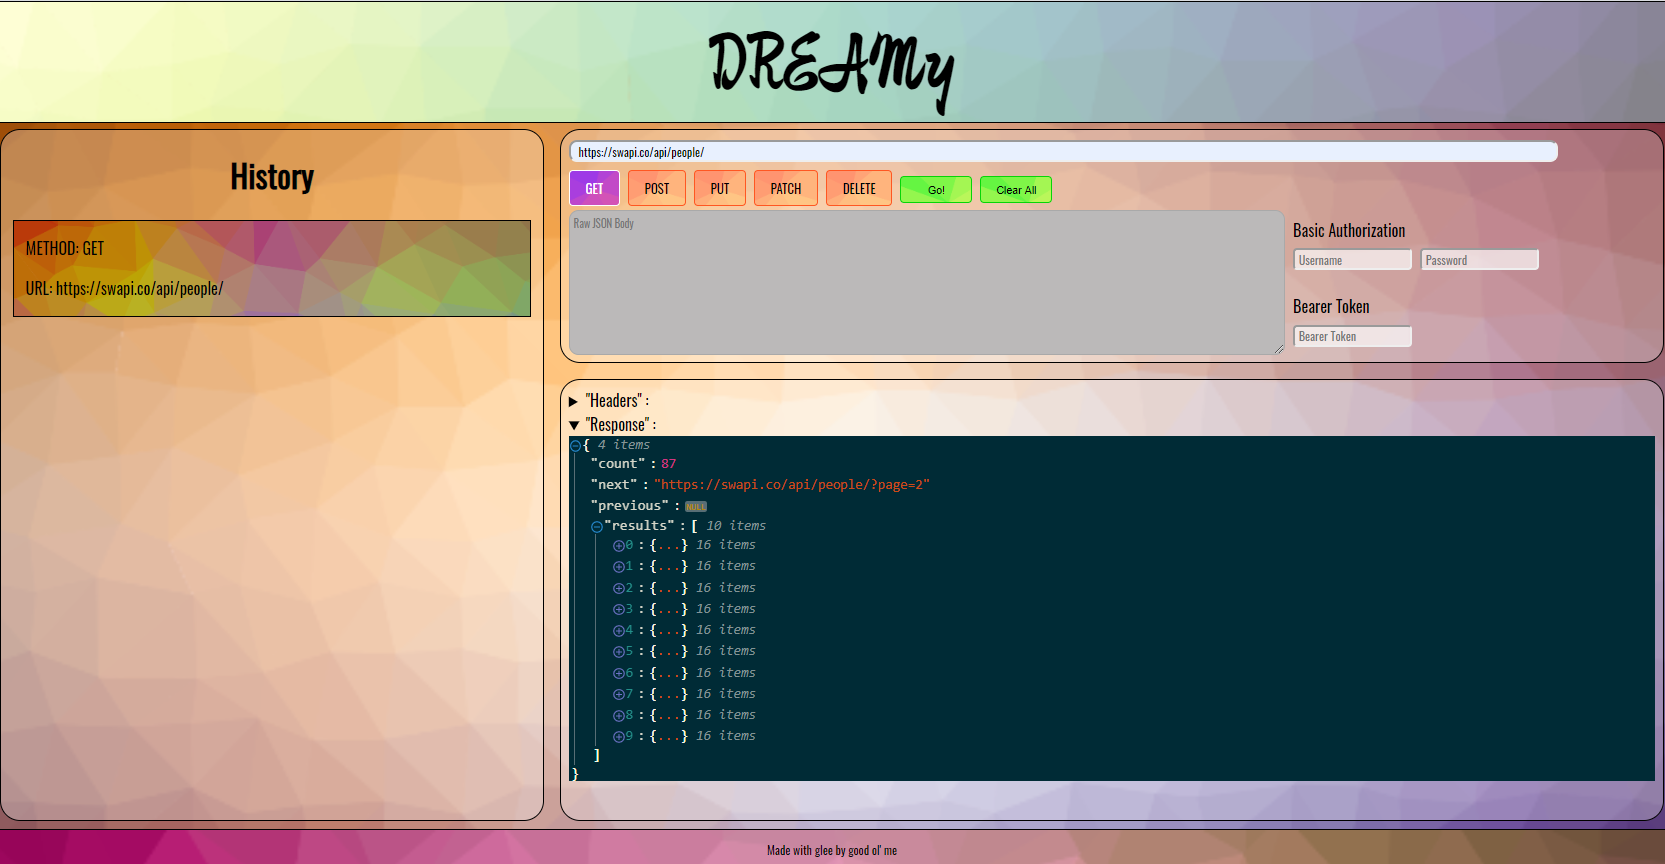 DREAMy
History
METHOD: GET
URL: https://swapi.co/api/people/
https://swapi.co/api/people/
GET POST PUT PATCH DELETE Go! Clear All
Raw JSON Body
Basic Authorization
Username Password
Bearer Token
Bearer Token
"Headers" :
"Response" :
{ 4 items
"count" : 87
"next" : "https://swapi.co/api/people/?page=2"
"previous" : NULL
"results" : [ 10 items
0 : {...} 16 items
1 : {...} 16 items
2 : {...} 16 items
3 : {...} 16 items
4 : {...} 16 items
5 : {...} 16 items
6 : {...} 16 items
7 : {...} 16 items
8 : {...} 16 items
9 : {...} 16 items
]
}
Made with glee by good ol' me